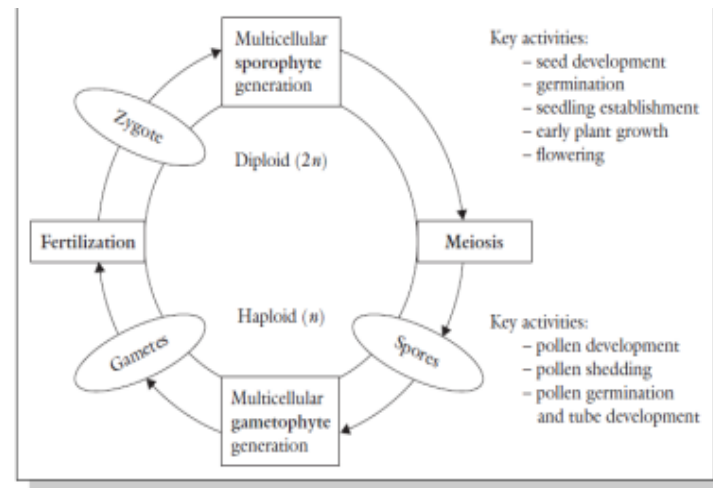 Multicellular
sporophyte
generation
Key activities:
– seed development
– germination
– seedling establishment
– early plant growth
– flowering
Zygote
Diploid (2n)
Fertilization
Meiosis
Haploid (n)
Gametes
Spores
Key activities:
– pollen development
– pollen shedding
– pollen germination
and tube development
Multicellular
gametophyte
generation